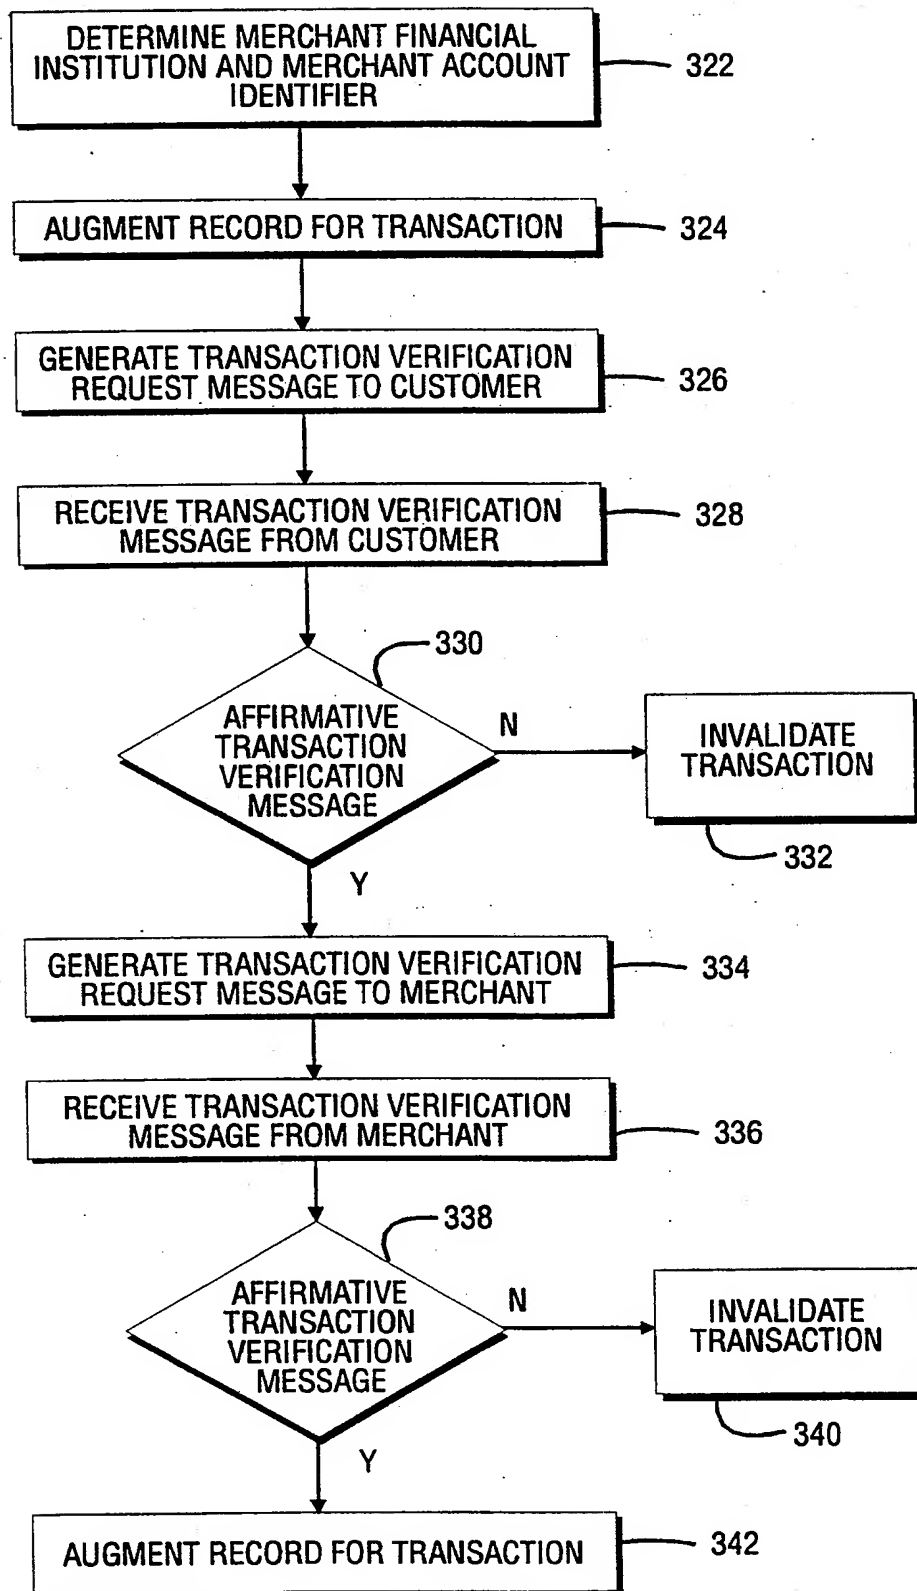 DETERMINE MERCHANT FINANCIAL
INSTITUTION AND MERCHANT ACCOUNT
IDENTIFIER
322
AUGMENT RECORD FOR TRANSACTION
324
GENERATE TRANSACTION VERIFICATION
REQUEST MESSAGE TO CUSTOMER
326
RECEIVE TRANSACTION VERIFICATION
MESSAGE FROM CUSTOMER
328
330
AFFIRMATIVE
TRANSACTION
VERIFICATION
MESSAGE
N
INVALIDATE
TRANSACTION
332
Y
GENERATE TRANSACTION VERIFICATION
REQUEST MESSAGE TO MERCHANT
334
RECEIVE TRANSACTION VERIFICATION
MESSAGE FROM MERCHANT
336
338
AFFIRMATIVE
TRANSACTION
VERIFICATION
MESSAGE
N
INVALIDATE
TRANSACTION
340
Y
AUGMENT RECORD FOR TRANSACTION
342